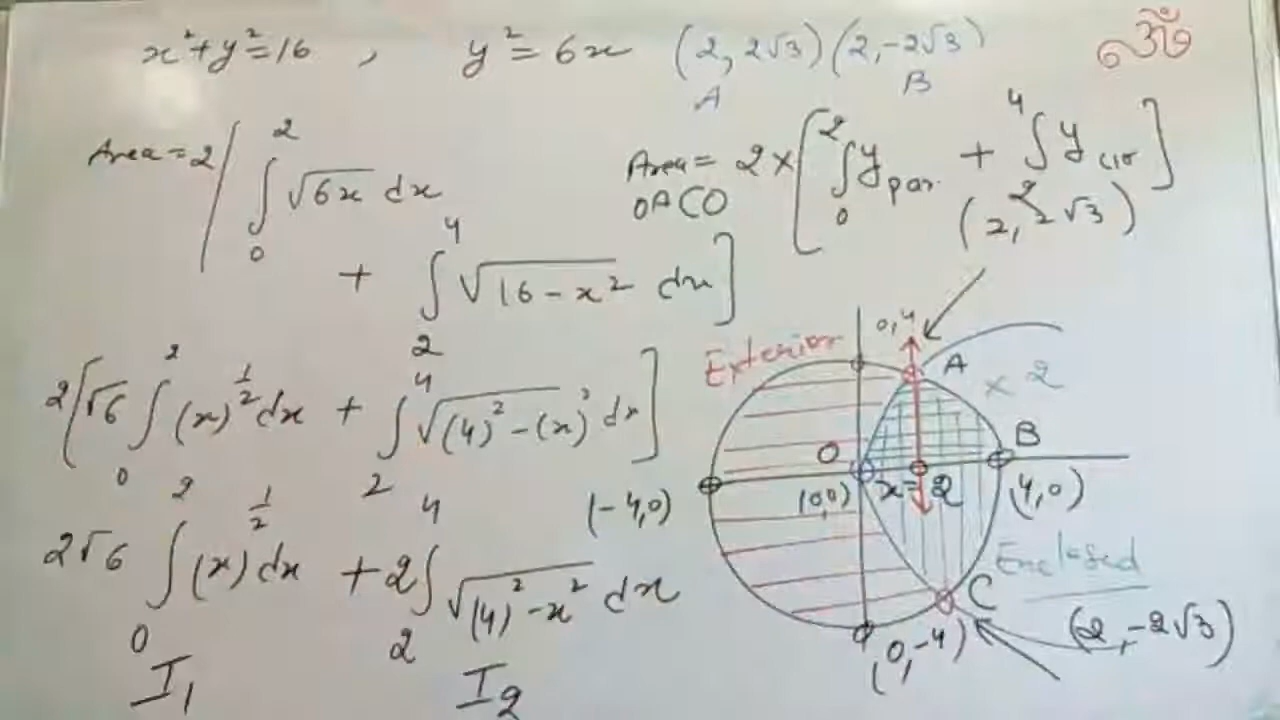 x²+y²=16 , y²=6x (2, 2√3) (2, -2√3)
A B
ॐ
Area = 2 [ ∫₀² √6x dx
+ ∫₂⁴ √16-x² dx ]
Area = 2 × [ ∫₀² y par. + ∫₂⁴ y cir ]
OACO
(2, 2√3)
2[ √6 ∫₀² (x)^½ dx + ∫₂⁴ √(4)²-(x)² dx ]
2√6 ∫₀² (x)^½ dx + 2 ∫₂⁴ √(4)²-x² dx
I₁ I₂
Exterior
0,4
A
× 2
O
B
(0,0)
x=2
(4,0)
(-4,0)
Enclosed
C
(0,-4)
(2, -2√3)